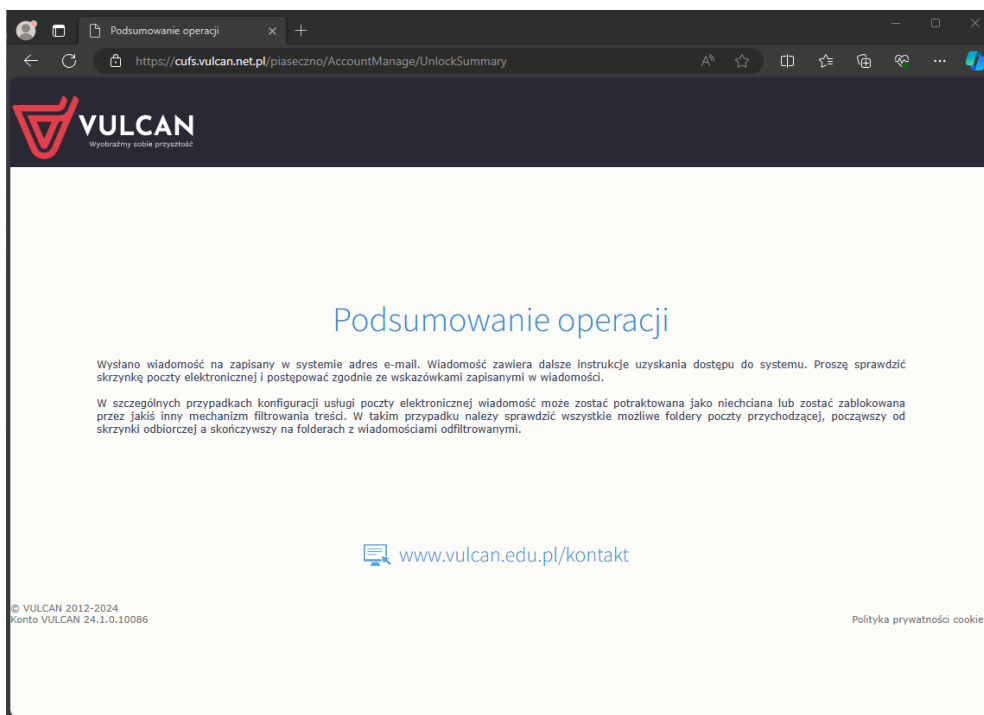 Podsumowanie operacji
https://cufs.vulcan.net.pl/piaseczno/AccountManage/UnlockSummary
VULCAN
Wyobraźmy sobie przyszłość
Podsumowanie operacji
Wysłano wiadomość na zapisany w systemie adres e-mail. Wiadomość zawiera dalsze instrukcje uzyskania dostępu do systemu. Proszę sprawdzić
skrzynkę poczty elektronicznej i postępować zgodnie ze wskazówkami zapisanymi w wiadomości.
W szczególnych przypadkach konfiguracji usługi poczty elektronicznej wiadomość może zostać potraktowana jako niechciana lub zostać zablokowana
przez jakiś inny mechanizm filtrowania treści. W takim przypadku należy sprawdzić wszystkie możliwe foldery poczty przychodzącej, począwszy od
skrzynki odbiorczej a skończywszy na folderach z wiadomościami odfiltrowanymi.
www.vulcan.edu.pl/kontakt
© VULCAN 2012-2024
Konto VULCAN 24.1.0.10086
Polityka prywatności cookie